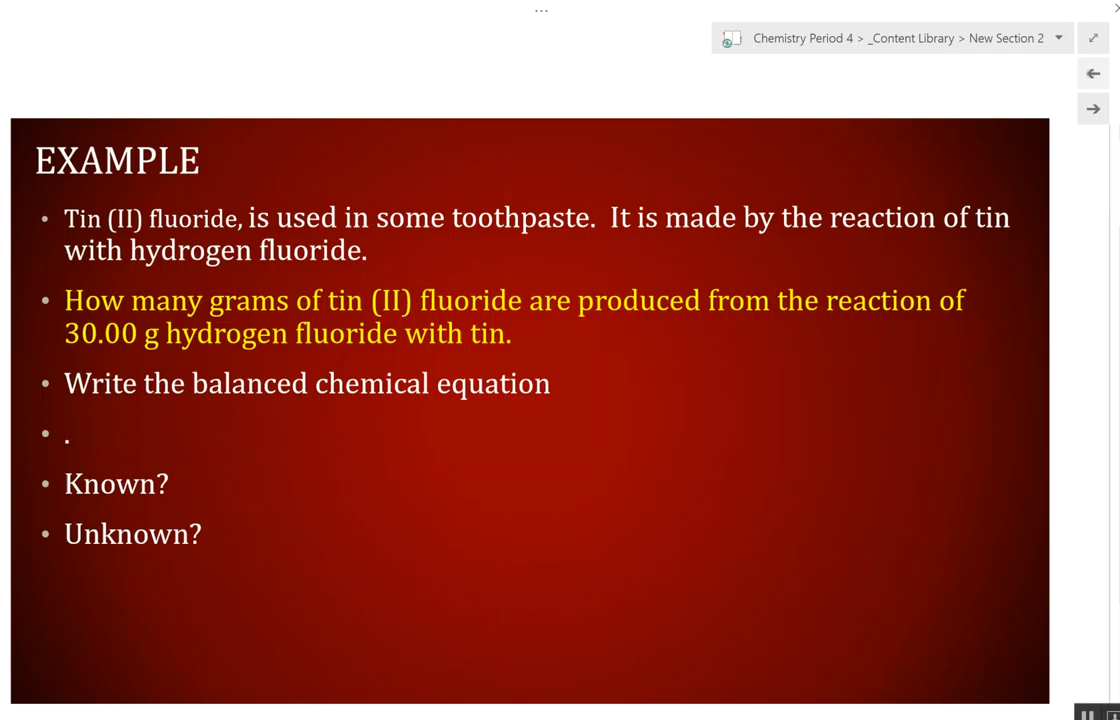 ...
Chemistry Period 4 > _Content Library > New Section 2
EXAMPLE
• Tin (II) fluoride, is used in some toothpaste. It is made by the reaction of tin
with hydrogen fluoride.
• How many grams of tin (II) fluoride are produced from the reaction of
30.00 g hydrogen fluoride with tin.
• Write the balanced chemical equation
• .
• Known?
• Unknown?